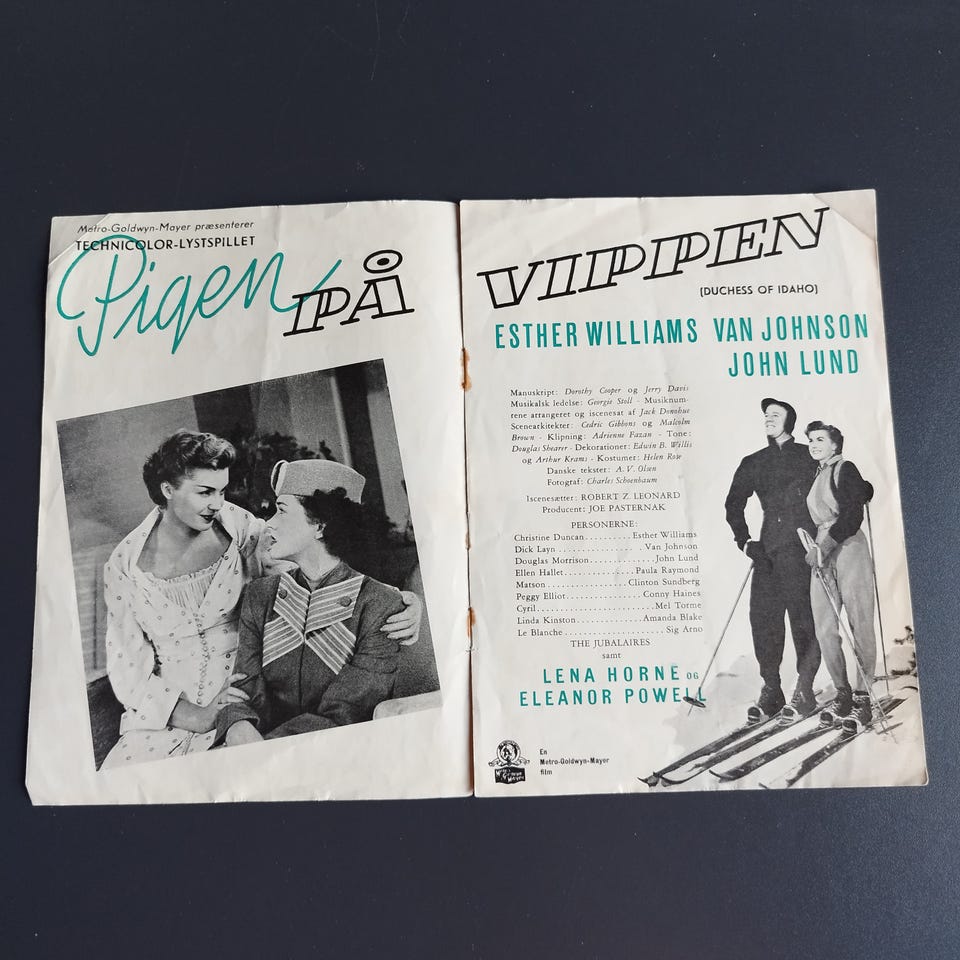 Metro-Goldwyn-Mayer præsenterer
TECHNICOLOR-LYSTSPILLET
Pigen PÅ
VIPPEN
(DUCHESS OF IDAHO)
ESTHER WILLIAMS VAN JOHNSON
JOHN LUND
Manuskript: Dorothy Cooper og Jerry Davis
Musikalsk ledelse: Georgie Stoll - Musiknum-
rene arrangeret og iscenesat af Jack Donohue
Scenearkitekter: Cedric Gibbons og Malcolm
Brown - Klipning: Adrienne Fazan - Tone:
Douglas Shearer - Dekorationer: Edwin B. Willis
og Arthur Krams - Kostumer: Helen Rose
Danske tekster: A. V. Olsen
Fotograf: Charles Schoenbaum
Iscenesætter: ROBERT Z. LEONARD
Producent: JOE PASTERNAK
PERSONERNE:
Christine Duncan..........Esther Williams
Dick Layn.................Van Johnson
Douglas Morrison..............John Lund
Ellen Hallet...............Paula Raymond
Matson...................Clinton Sundberg
Peggy Elliot................Conny Haines
Cyril........................Mel Torme
Linda Kinston.............Amanda Blake
Le Blanche.....................Sig Arno
THE JUBALAIRES
samt
LENA HORNE OG
ELEANOR POWELL
En
Metro-Goldwyn-Mayer
film